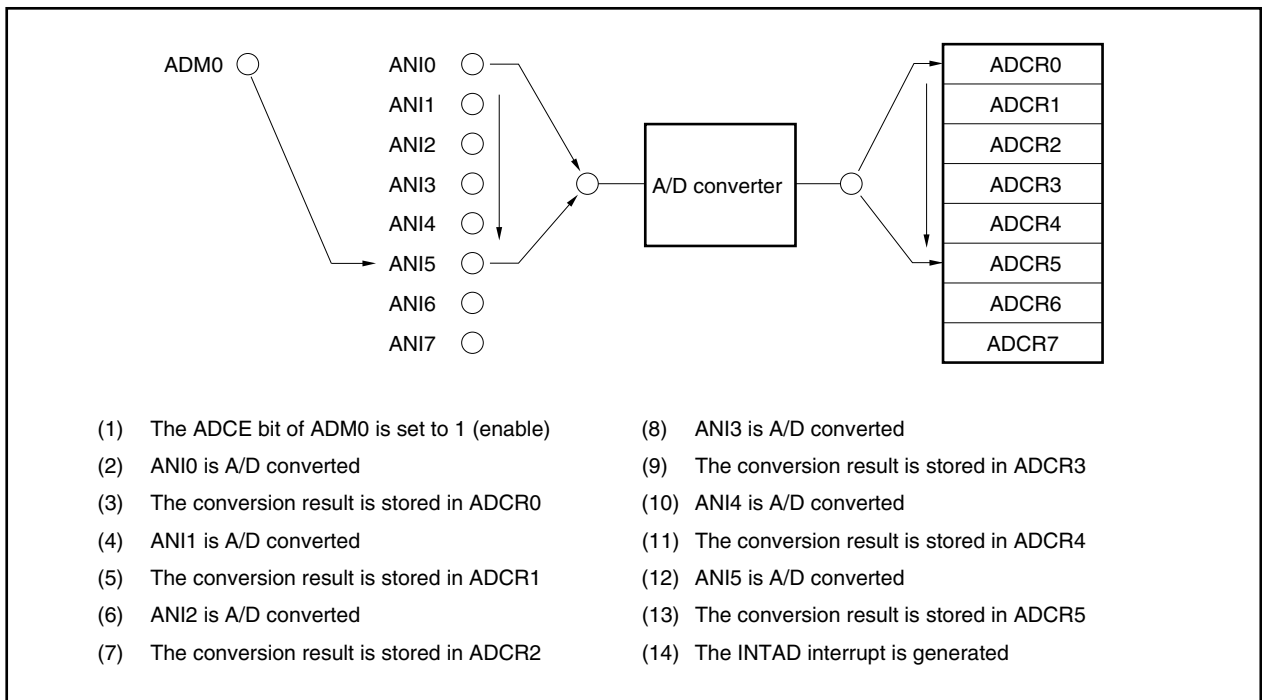 ADM0
ANI0
ANI1
ANI2
ANI3
ANI4
ANI5
ANI6
ANI7
A/D converter
ADCR0
ADCR1
ADCR2
ADCR3
ADCR4
ADCR5
ADCR6
ADCR7
(1) The ADCE bit of ADM0 is set to 1 (enable)
(2) ANI0 is A/D converted
(3) The conversion result is stored in ADCR0
(4) ANI1 is A/D converted
(5) The conversion result is stored in ADCR1
(6) ANI2 is A/D converted
(7) The conversion result is stored in ADCR2
(8) ANI3 is A/D converted
(9) The conversion result is stored in ADCR3
(10) ANI4 is A/D converted
(11) The conversion result is stored in ADCR4
(12) ANI5 is A/D converted
(13) The conversion result is stored in ADCR5
(14) The INTAD interrupt is generated